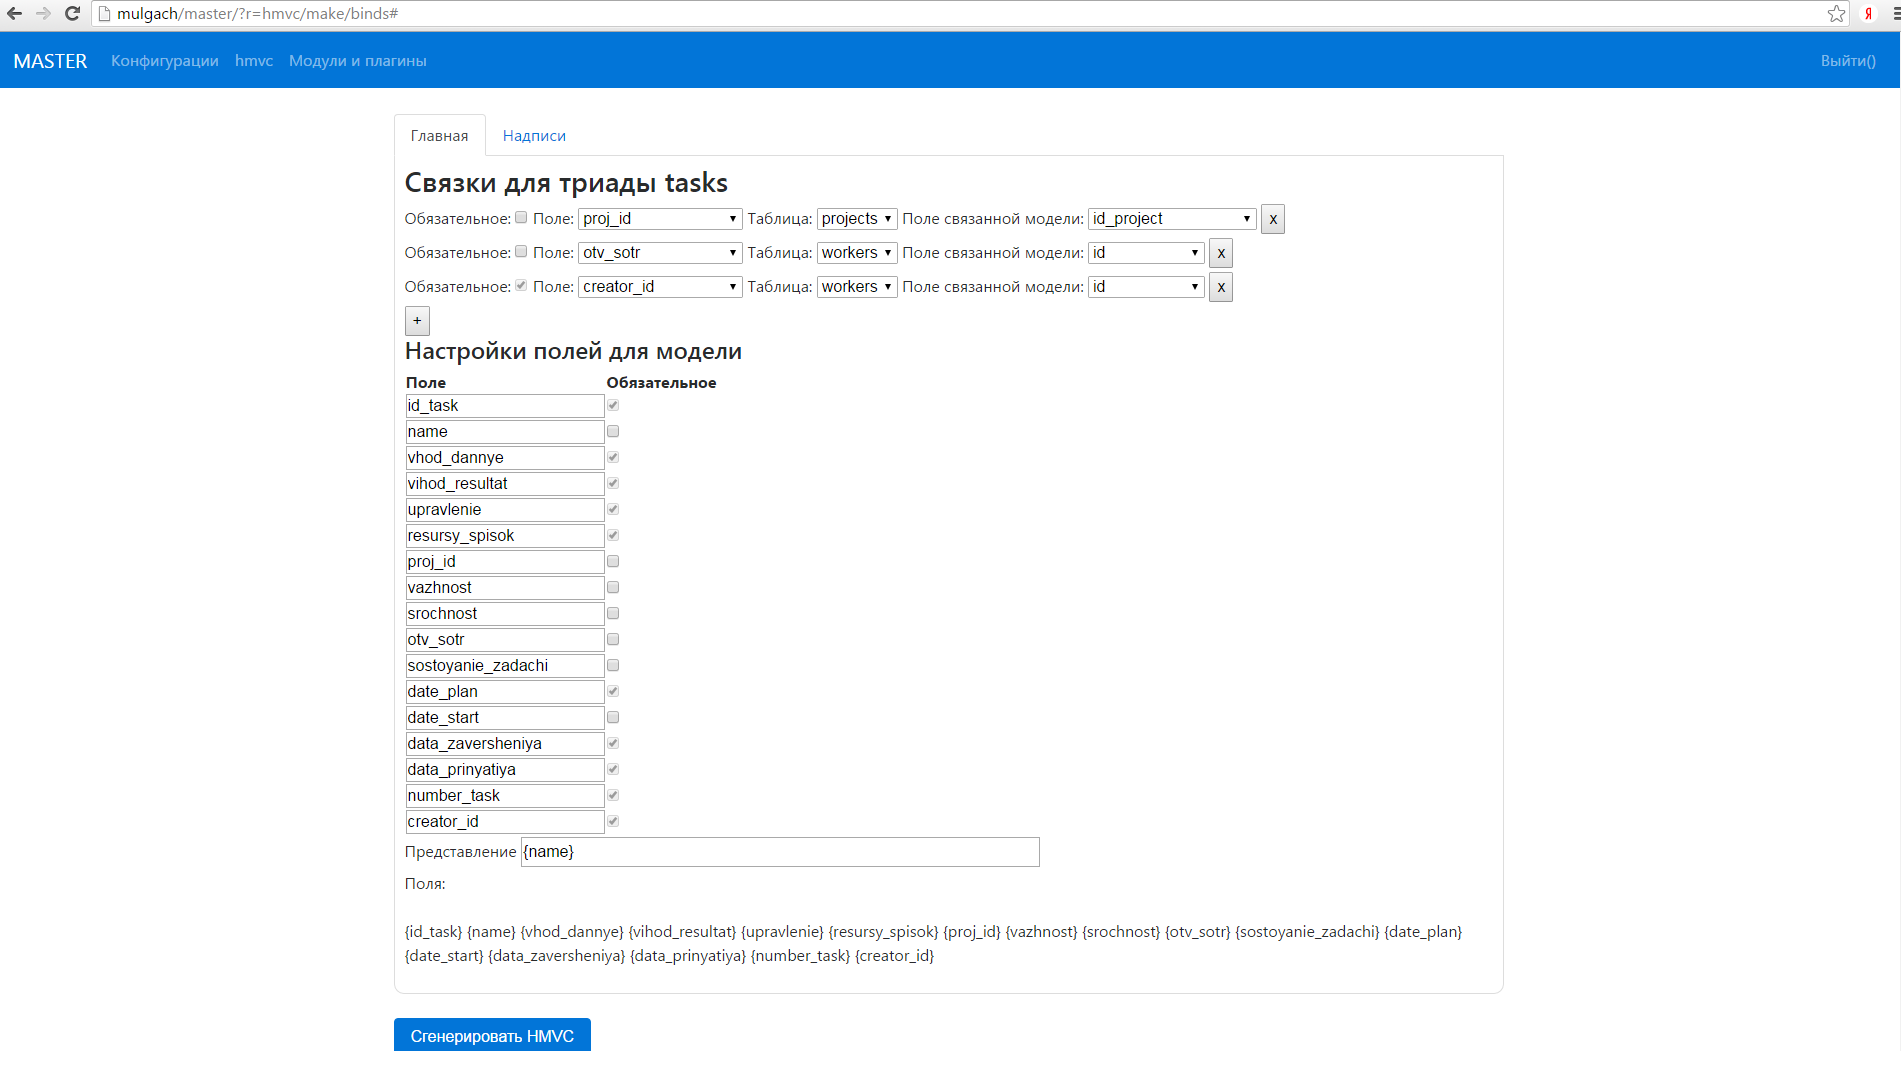 mulgach/master/?r=hmvc/make/binds#
Я
MASTER Конфигурации hmvc Модули и плагины Выйти()
Главная Надписи
Связки для триады tasks
Обязательное: Поле: proj_id Таблица: projects Поле связанной модели: id_project x
Обязательное: Поле: otv_sotr Таблица: workers Поле связанной модели: id x
Обязательное: Поле: creator_id Таблица: workers Поле связанной модели: id x
+
Настройки полей для модели
Поле Обязательное
id_task
name
vhod_dannye
vihod_resultat
upravlenie
resursy_spisok
proj_id
vazhnost
srochnost
otv_sotr
sostoyanie_zadachi
date_plan
date_start
data_zaversheniya
data_prinyatiya
number_task
creator_id
Представление {name}
Поля:
{id_task} {name} {vhod_dannye} {vihod_resultat} {upravlenie} {resursy_spisok} {proj_id} {vazhnost} {srochnost} {otv_sotr} {sostoyanie_zadachi} {date_plan}
{date_start} {data_zaversheniya} {data_prinyatiya} {number_task} {creator_id}
Сгенерировать HMVC